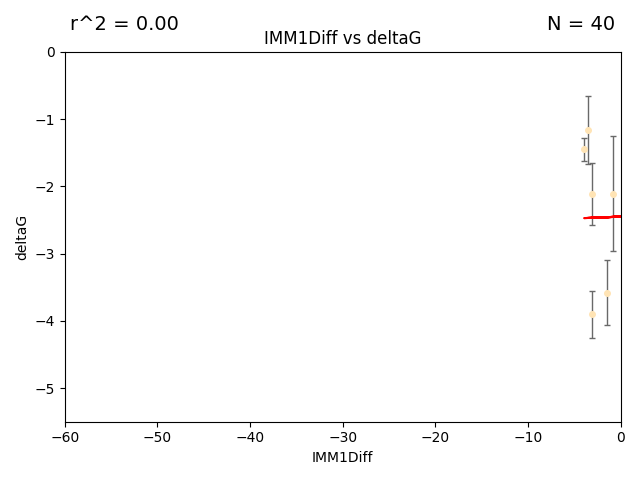 r^2 = 0.00
N = 40
IMM1Diff vs deltaG
0
−1
−2
−3
−4
−5
deltaG
−60 −50 −40 −30 −20 −10 0
IMM1Diff